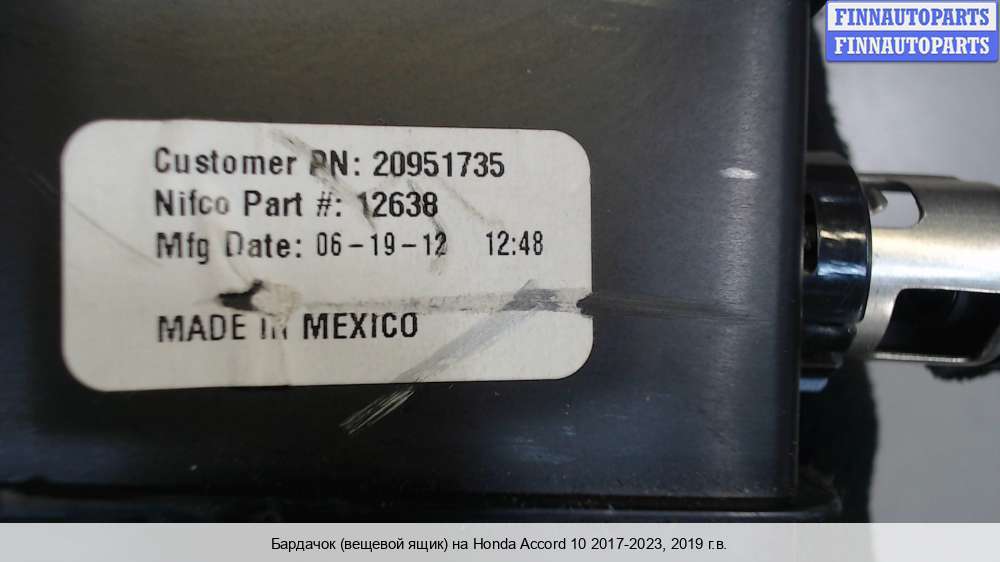 FINNAUTOPARTS
FINNAUTOPARTS
Customer PN: 20951735
Nifco Part #: 12638
Mfg Date: 06-19-12 12:48
MADE IN MEXICO
Бардачок (вещевой ящик) на Honda Accord 10 2017-2023, 2019 г.в.